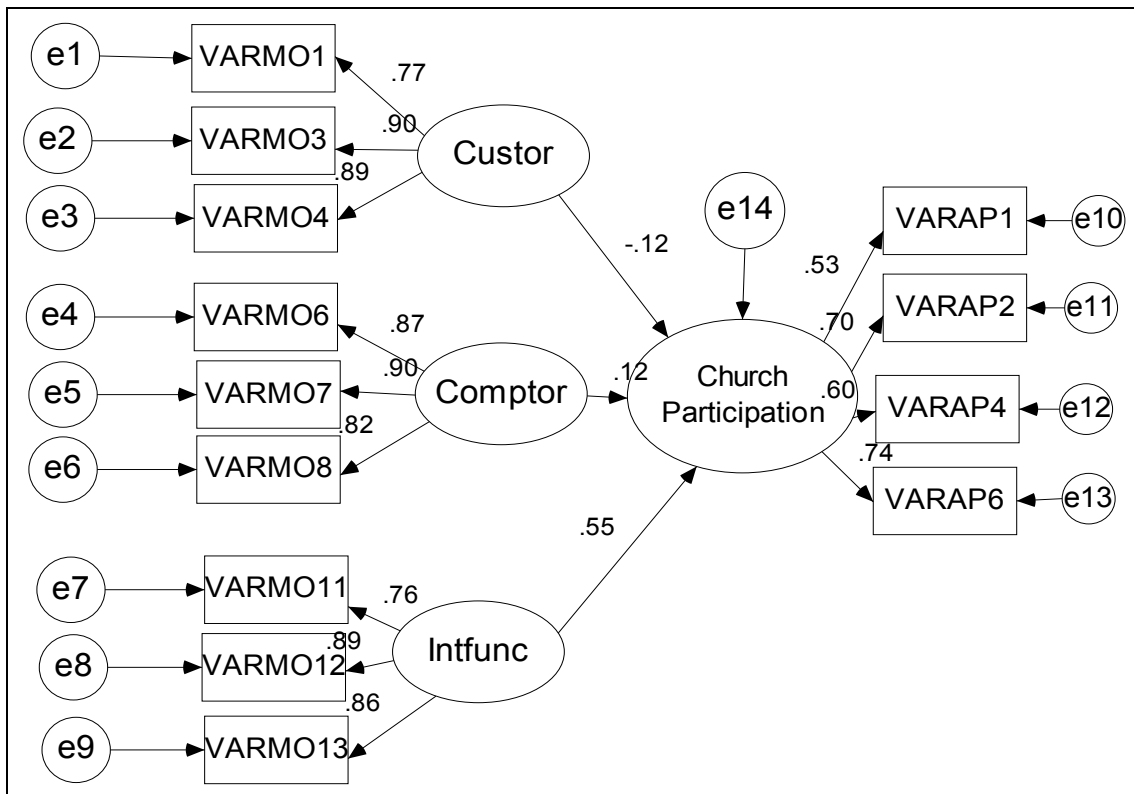 e1
VARMO1
.77
e2
VARMO3
.90
Custor
e3
VARMO4
.89
e14
-.12
VARAP1
e10
.53
e4
VARMO6
.87
VARAP2
e11
.70
e5
VARMO7
.90
Comptor
.12
Church
Participation
.60
VARAP4
e12
e6
VARMO8
.82
.74
VARAP6
e13
.55
e7
VARMO11
.76
e8
VARMO12
.89
Intfunc
e9
VARMO13
.86